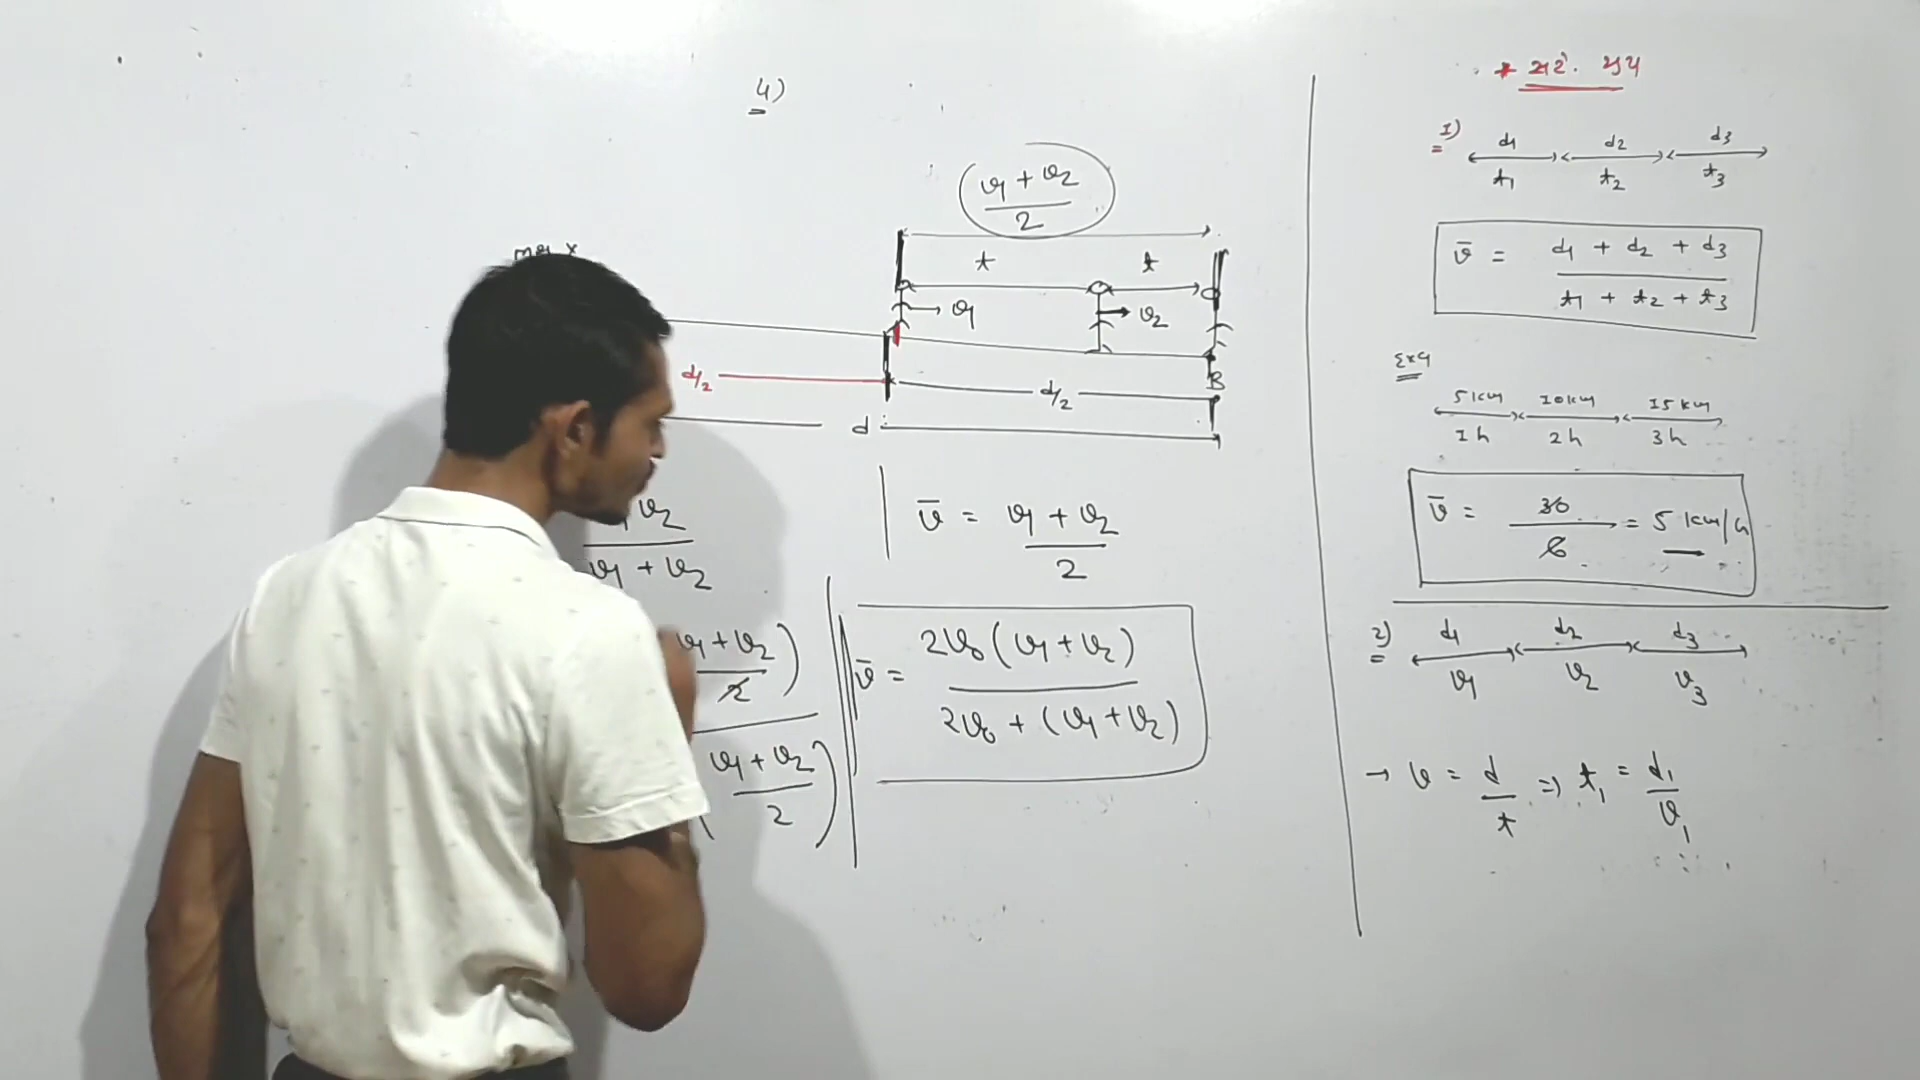 4)
v₁ + v₂ / 2
t t
v₁ v₂
d/2 d/2 B
d
v₂ / v₁ + v₂
v̄ = v₁ + v₂ / 2
v₁ + v₂ / 2 )
v₁ + v₂ / 2 )
v̄ = 2v₀ (v₁ + v₂) / 2v₀ + (v₁ + v₂)
1) d₁ d₂ d₃
t₁ t₂ t₃
v̄ = d₁ + d₂ + d₃ / t₁ + t₂ + t₃
5 km 10 km 15 km
1 h 2 h 3 h
v̄ = 30 / 6 = 5 km/h
2) d₁ d₂ d₃
v₁ v₂ v₃
→ v = d / t ⇒ t₁ = d₁ / v₁